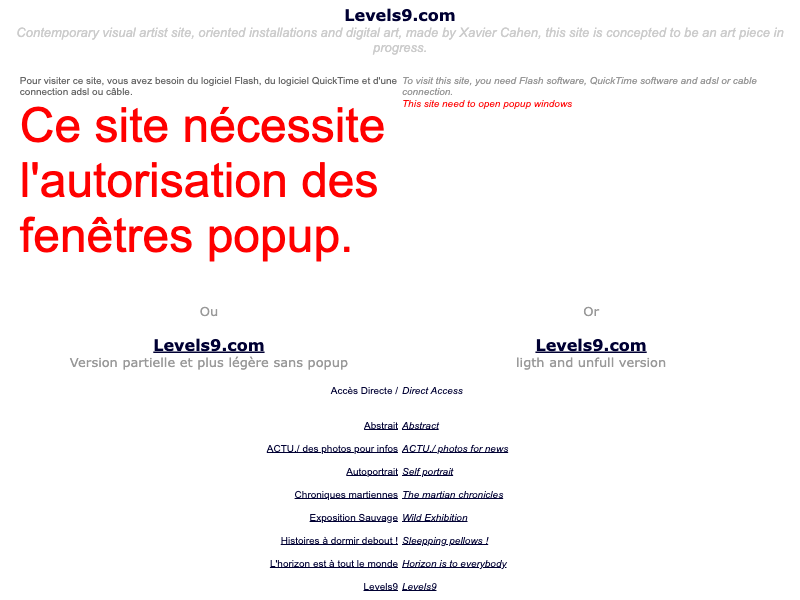 Levels9.com
Contemporary visual artist site, oriented installations and digital art, made by Xavier Cahen, this site is concepted to be an art piece in
progress.
Pour visiter ce site, vous avez besoin du logiciel Flash, du logiciel QuickTime et d'une
connection adsl ou câble.
Ce site nécessite
l'autorisation des
fenêtres popup.
To visit this site, you need Flash software, QuickTime software and adsl or cable
connection.
This site need to open popup windows
Ou
Levels9.com
Version partielle et plus légère sans popup
Or
Levels9.com
ligth and unfull version
Accès Directe / Direct Access
Abstrait Abstract
ACTU./ des photos pour infos ACTU./ photos for news
Autoportrait Self portrait
Chroniques martiennes The martian chronicles
Exposition Sauvage Wild Exhibition
Histoires à dormir debout ! Sleepping pellows !
L'horizon est à tout le monde Horizon is to everybody
Levels9 Levels9